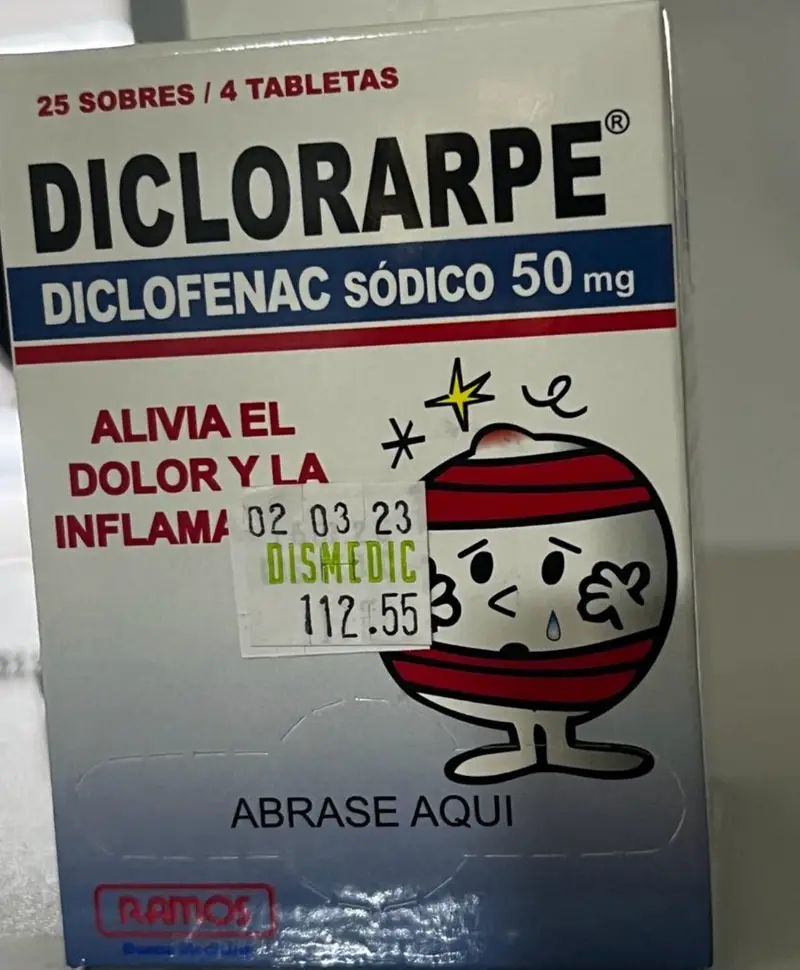 25 SOBRES / 4 TABLETAS
DICLORARPE®
DICLOFENAC SÓDICO 50 mg
ALIVIA EL
DOLOR Y LA
INFLAMA
02 03 23
DISMEDIC
112.55
ABRASE AQUI
RAMOS